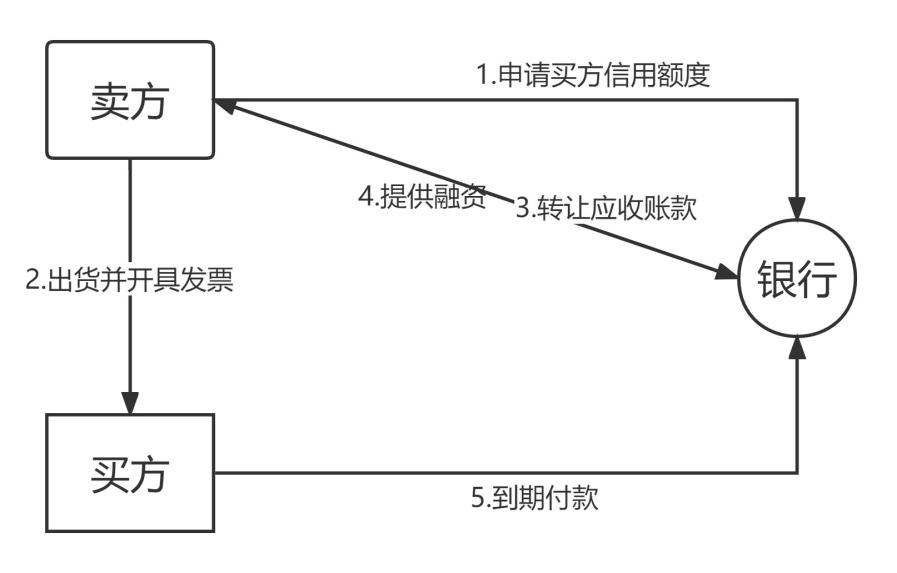 卖方
1.申请买方信用额度
4.提供融资
3.转让应收账款
2.出货并开具发票
银行
买方
5.到期付款